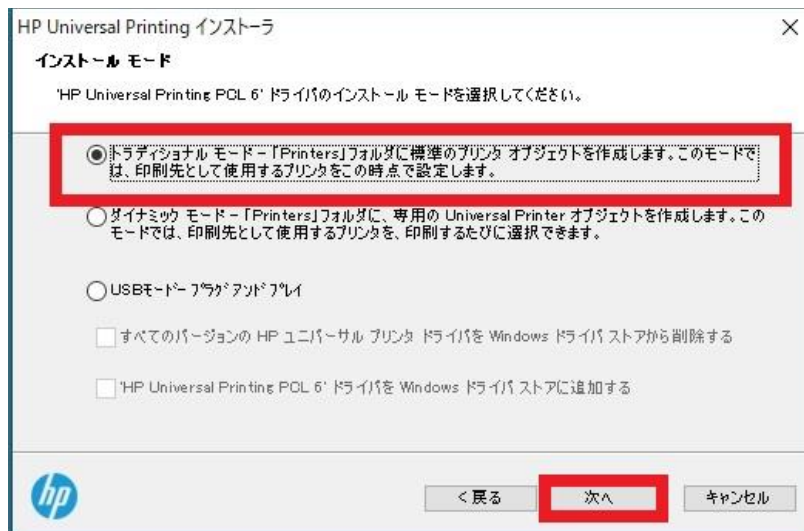 HP Universal Printing インストーラ
インストール モード
'HP Universal Printing PCL 6' ドライバのインストール モードを選択してください。
トラディショナル モード - 「Printers」フォルダに標準のプリンタ オブジェクトを作成します。このモードで
は、印刷先として使用するプリンタをこの時点で設定します。
ダイナミック モード - 「Printers」フォルダに、専用の Universal Printer オブジェクトを作成します。この
モードでは、印刷先として使用するプリンタを、印刷するたびに選択できます。
USBモード- プラグ アンド プレイ
すべてのバージョンの HP ユニバーサル プリンタ ドライバを Windows ドライバ ストアから削除する
'HP Universal Printing PCL 6' ドライバを Windows ドライバ ストアに追加する
hp
< 戻る
次へ
キャンセル